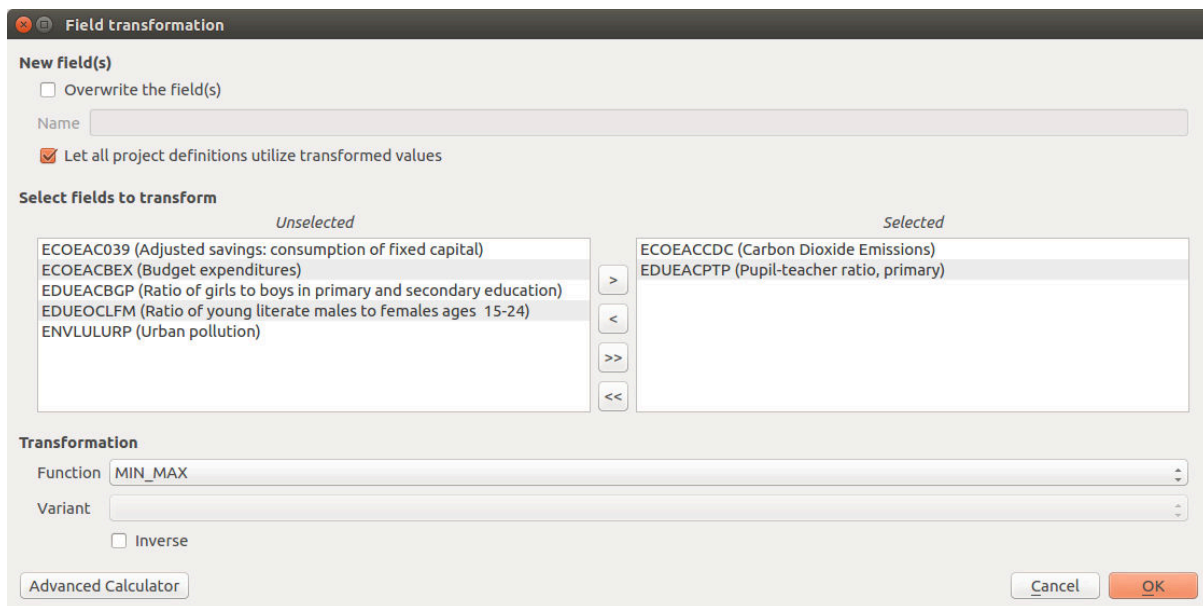 Field transformation
New field(s)
Overwrite the field(s)
Name
Let all project definitions utilize transformed values
Select fields to transform
Unselected
Selected
ECOEAC039 (Adjusted savings: consumption of fixed capital)
ECOEACBEX (Budget expenditures)
EDUEACBGP (Ratio of girls to boys in primary and secondary education)
EDUEOCLFM (Ratio of young literate males to females ages  15-24)
ENVLULURP (Urban pollution)
>
<
>>
<<
ECOEACCDC (Carbon Dioxide Emissions)
EDUEACPTP (Pupil-teacher ratio, primary)
Transformation
Function MIN_MAX
Variant
Inverse
Advanced Calculator
Cancel
OK